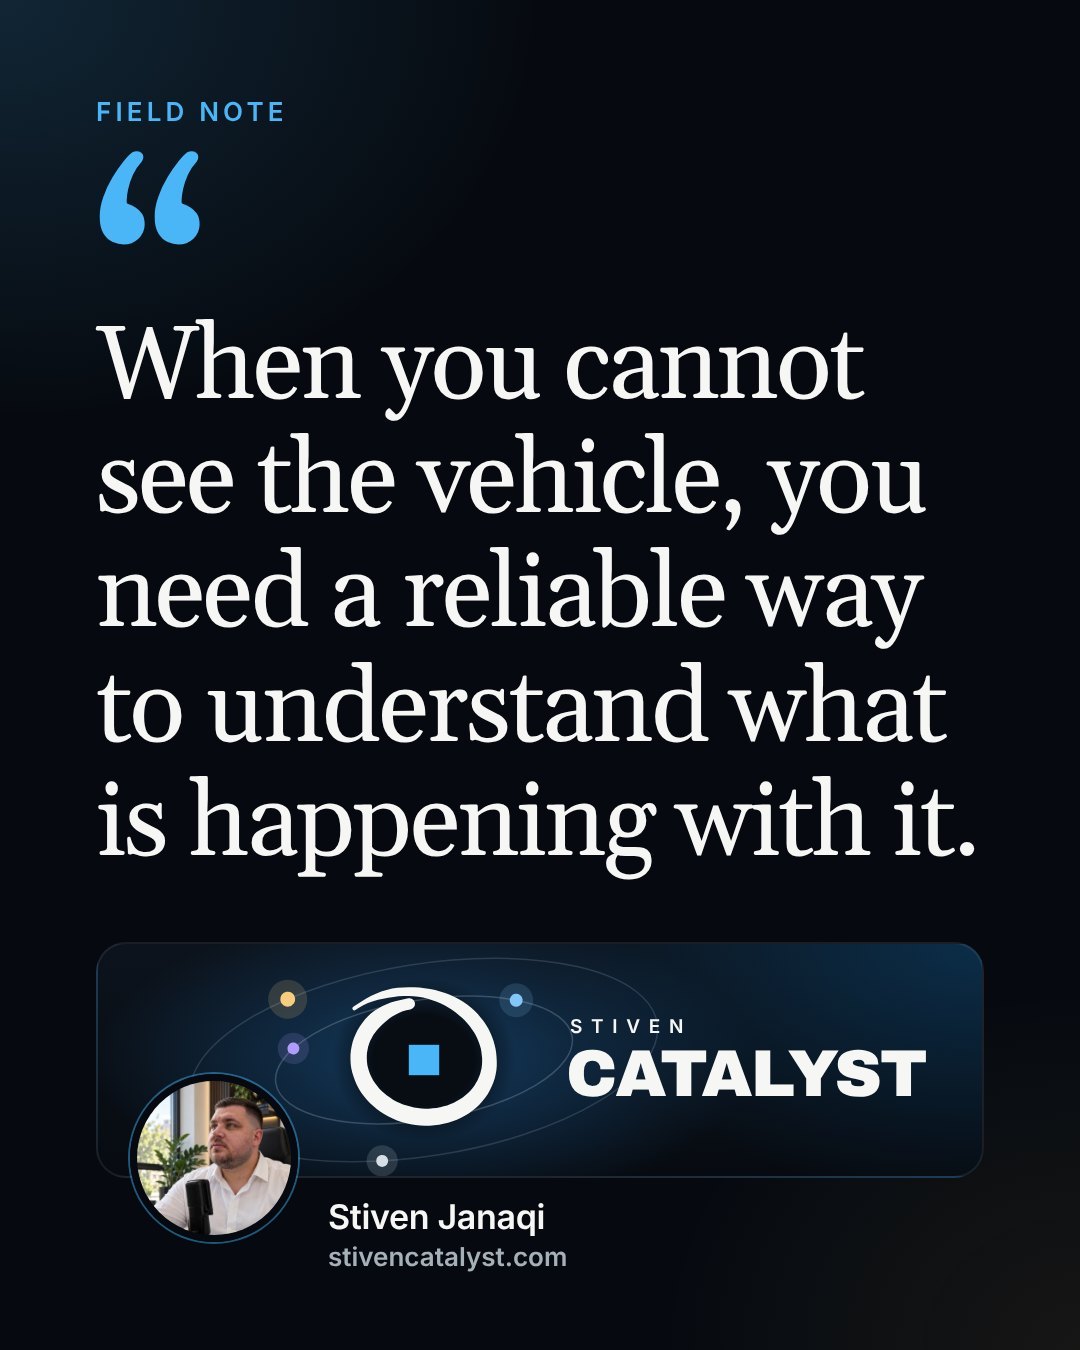 FIELD NOTE
“
When you cannot
see the vehicle, you
need a reliable way
to understand what
is happening with it.
STIVEN
CATALYST
Stiven Janaqi
stivencatalyst.com